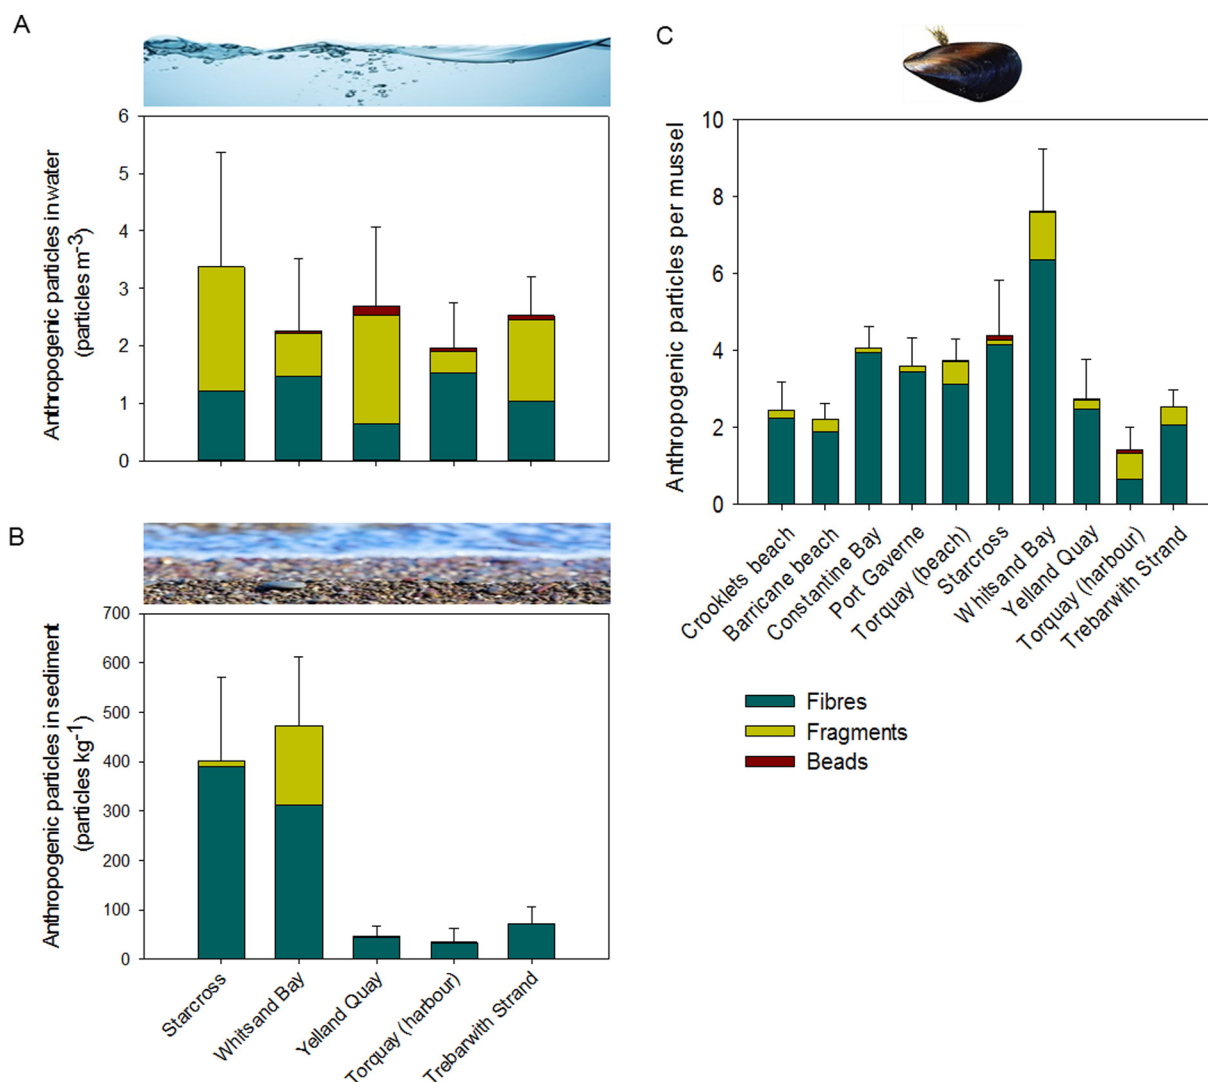 A
Anthropogenic particles in water
(particles m⁻³)
6
5
4
3
2
1
0
B
Anthropogenic particles in sediment
(particles kg⁻¹)
700
600
500
400
300
200
100
0
Starcross
Whitsand Bay
Yelland Quay
Torquay (harbour)
Trebarwith Strand
C
Anthropogenic particles per mussel
10
8
6
4
2
0
Crooklets beach
Barricane beach
Constantine Bay
Port Gaverne
Torquay (beach)
Starcross
Whitsand Bay
Yelland Quay
Torquay (harbour)
Trebarwith Strand
Fibres
Fragments
Beads